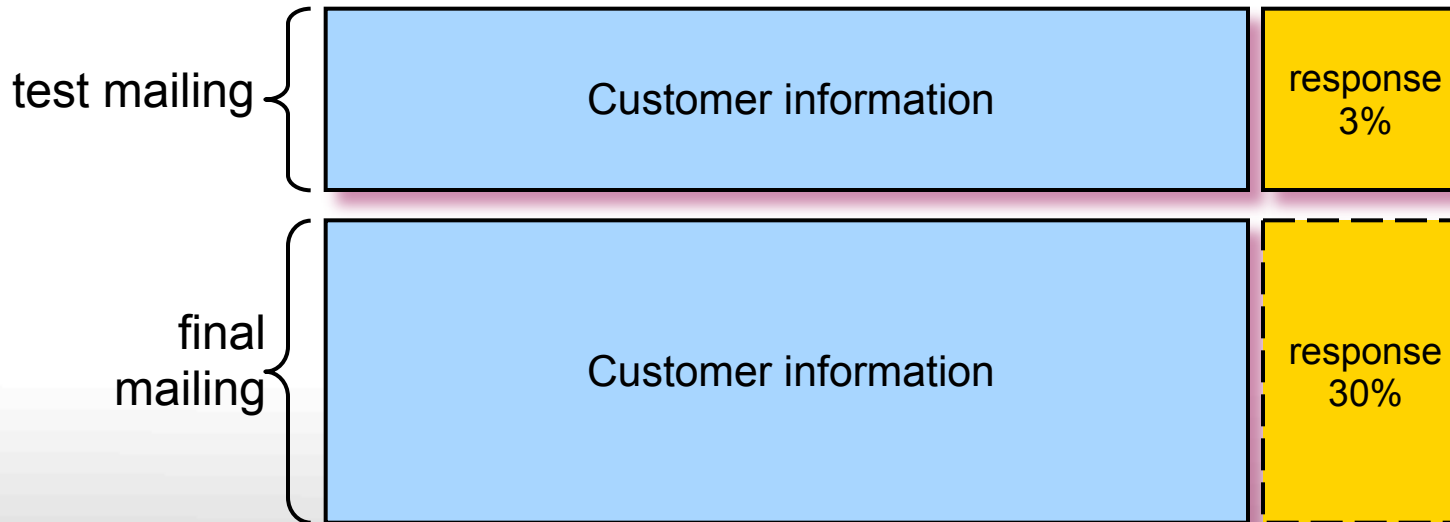 test mailing
Customer information
response
3%
final
mailing
Customer information
response
30%